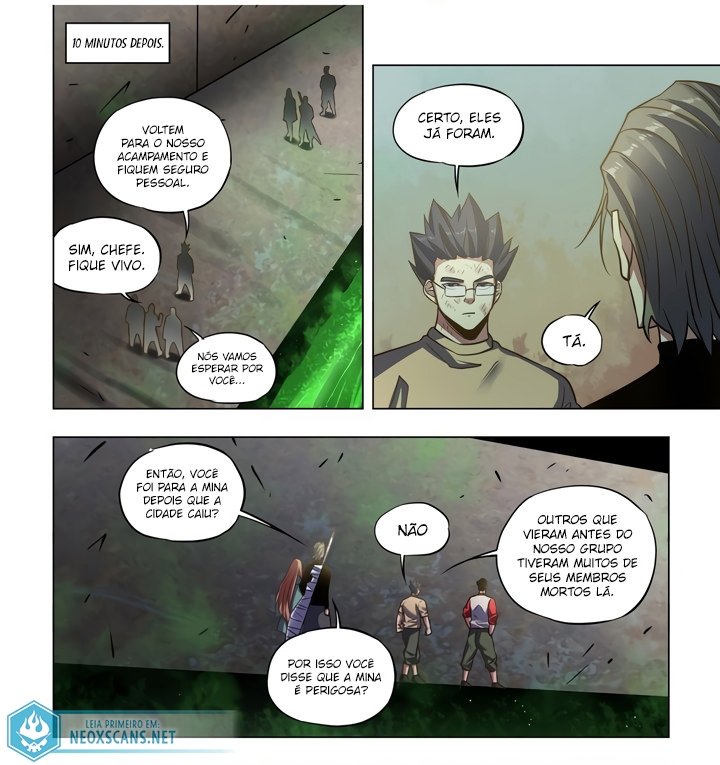 10 MINUTOS DEPOIS.
VOLTEM
PARA O NOSSO
ACAMPAMENTO E
FIQUEM SEGURO
PESSOAL.
SIM, CHEFE.
FIQUE VIVO.
NÓS VAMOS
ESPERAR POR
VOCÊ...
CERTO, ELES
JÁ FORAM.
TÁ.
ENTÃO, VOCÊ
FOI PARA A MINA
DEPOIS QUE A
CIDADE CAIU?
NÃO
OUTROS QUE
VIERAM ANTES DO
NOSSO GRUPO
TIVERAM MUITOS DE
SEUS MEMBROS
MORTOS LÁ.
POR ISSO VOCÊ
DISSE QUE A MINA
É PERIGOSA?
LEIA PRIMEIRO EM:
NEOXSCANS.NET